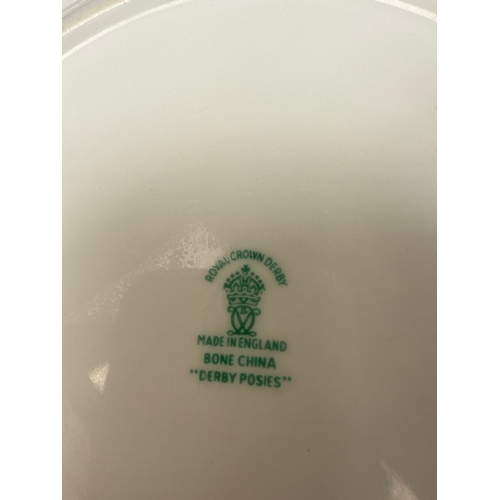 ROYAL CROWN DERBY
MADE IN ENGLAND
BONE CHINA
"DERBY POSIES"